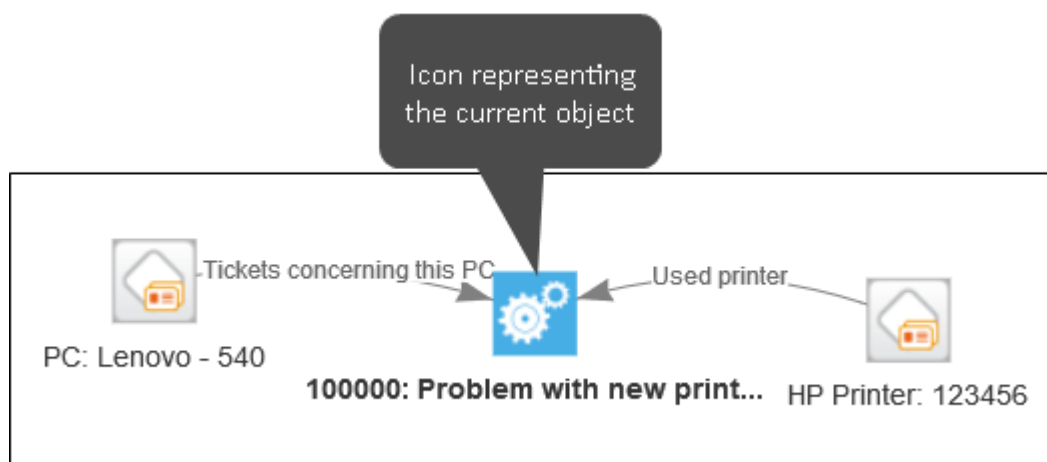 Icon representing
the current object
Tickets concerning this PC
Used printer
PC: Lenovo - 540
100000: Problem with new print...
HP Printer: 123456